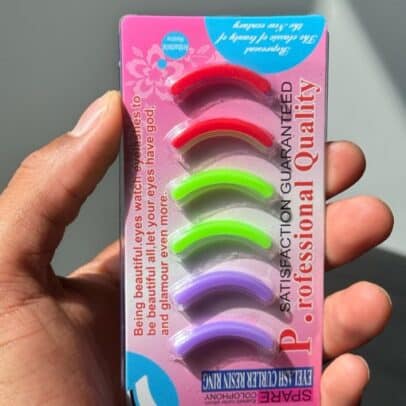 Represent
The classic of beauty of
the New century
Being beautiful,eyes watch eyelashes to
be beautiful all,let your eyes have god,
and glamour even more.
SATISFACTION GUARANTEED
P.rofessional Quality
EYELASH CURLER RESIN RING
SPARE
COLOPHONY